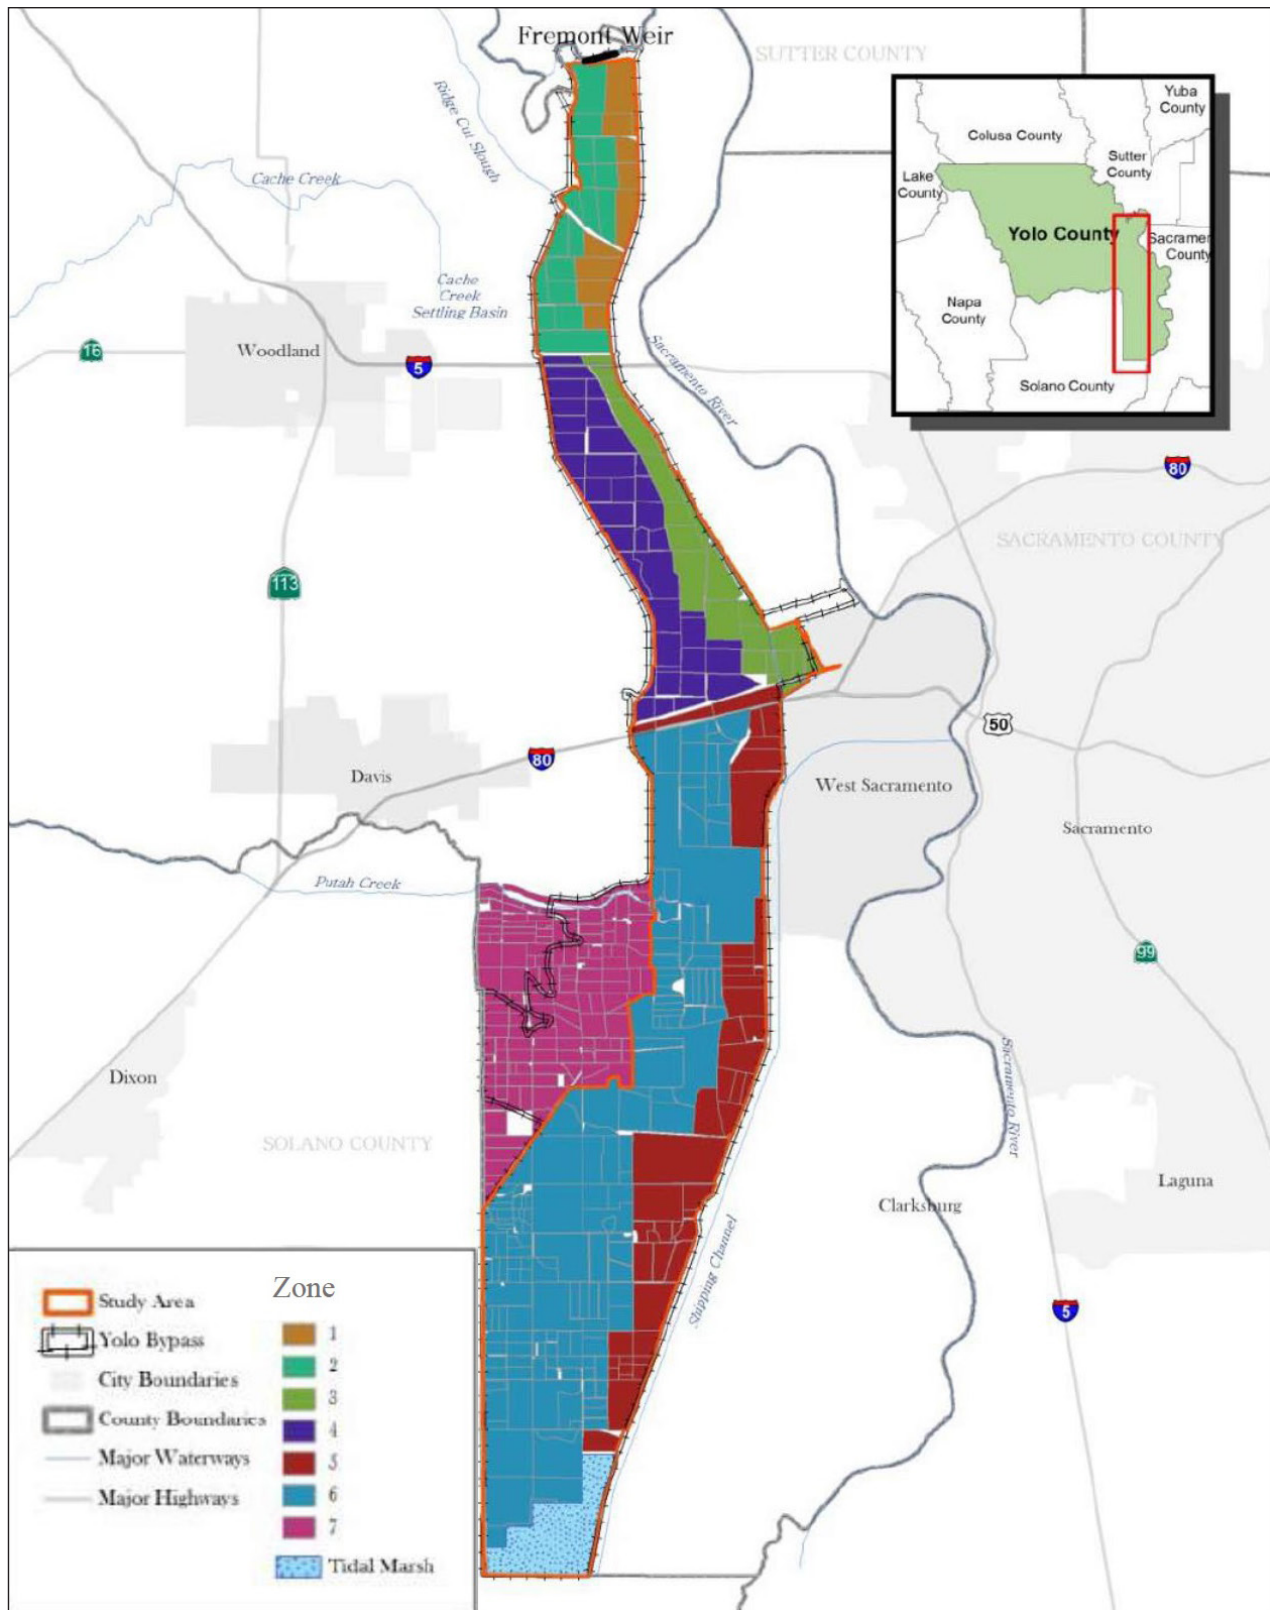 Fremont Weir
SUTTER COUNTY
Ridge Cut Slough
Cache Creek
Cache
Creek
Settling Basin
16
Woodland
5
Sacramento River
Yuba
County
Colusa County
Sutter
County
Lake
County
Yolo County
Sacramen
County
Napa
County
Solano County
80
SACRAMENTO COUNTY
113
50
80
Davis
West Sacramento
Sacramento
Putah Creek
99
Dixon
Sacramento River
SOLANO COUNTY
Laguna
Clarksburg
Shipping Channel
5
Zone
Study Area
Yolo Bypass
City Boundaries
County Boundaries
Major Waterways
Major Highways
1
2
3
4
5
6
7
Tidal Marsh